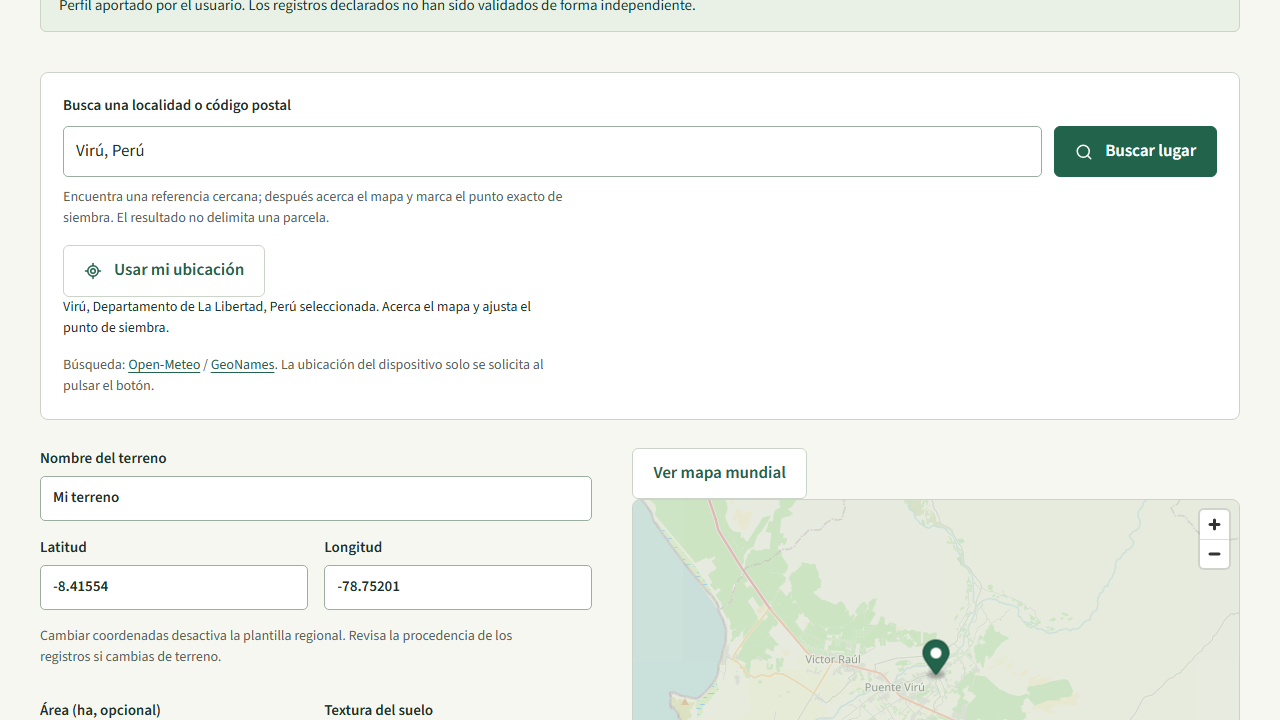 Perfil aportado por el usuario. Los registros declarados no han sido validados de forma independiente.
Busca una localidad o código postal
Virú, Perú
Buscar lugar
Encuentra una referencia cercana; después acerca el mapa y marca el punto exacto de
siembra. El resultado no delimita una parcela.
Usar mi ubicación
Virú, Departamento de La Libertad, Perú seleccionada. Acerca el mapa y ajusta el
punto de siembra.
Búsqueda: Open-Meteo / GeoNames. La ubicación del dispositivo solo se solicita al
pulsar el botón.
Nombre del terreno
Mi terreno
Latitud
Longitud
-8.41554
-78.75201
Cambiar coordenadas desactiva la plantilla regional. Revisa la procedencia de los
registros si cambias de terreno.
Área (ha, opcional)
Textura del suelo
Ver mapa mundial
+
−
Victor Raúl
Puente Virú